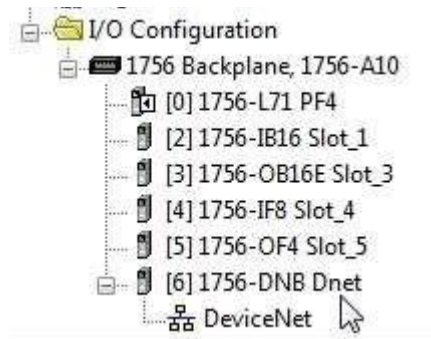 I/O Configuration
1756 Backplane, 1756-A10
[0] 1756-L71 PF4
[2] 1756-IB16 Slot_1
[3] 1756-OB16E Slot_3
[4] 1756-IF8 Slot_4
[5] 1756-OF4 Slot_5
[6] 1756-DNB Dnet
DeviceNet